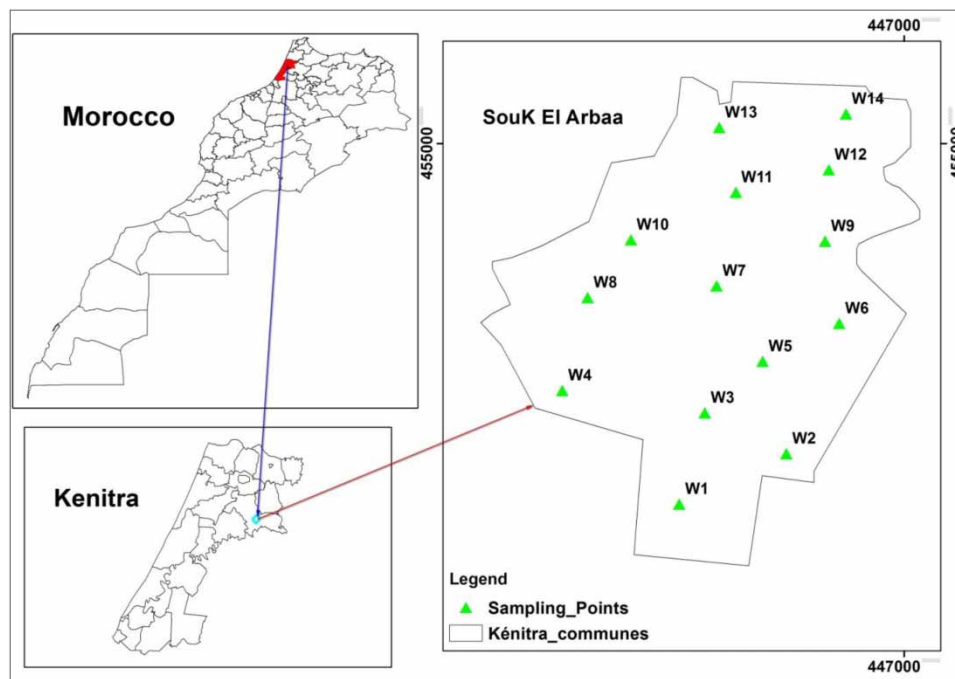 Morocco
455000
Kenitra
447000
SouK El Arbaa
W13
W14
W12
W11
W10
W9
W7
W8
W6
W5
W4
W3
W2
W1
455000
Legend
Sampling_Points
Kénitra_communes
447000